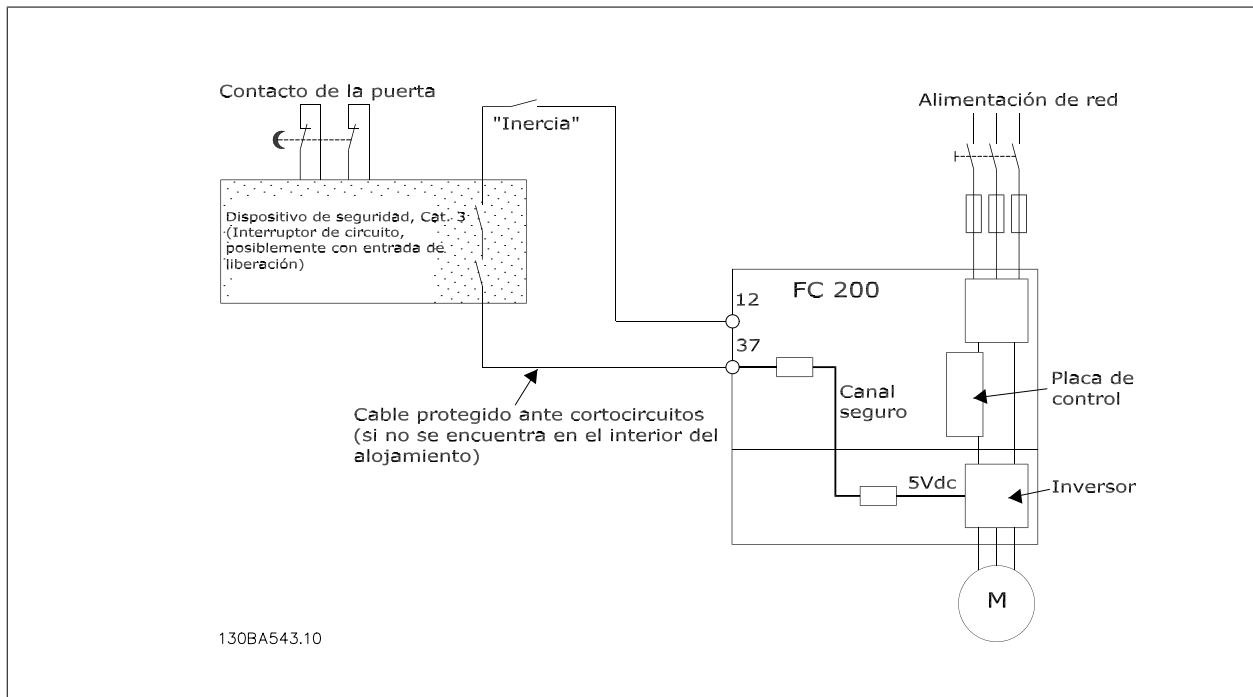 Contacto de la puerta
"Inercia"
Alimentación de red
Dispositivo de seguridad, Cat. 3
(Interruptor de circuito,
posiblemente con entrada de
liberación)
FC 200
12
37
Canal
seguro
Placa de
control
Cable protegido ante cortocircuitos
(si no se encuentra en el interior del
alojamiento)
5Vdc
Inversor
M
130BA543.10